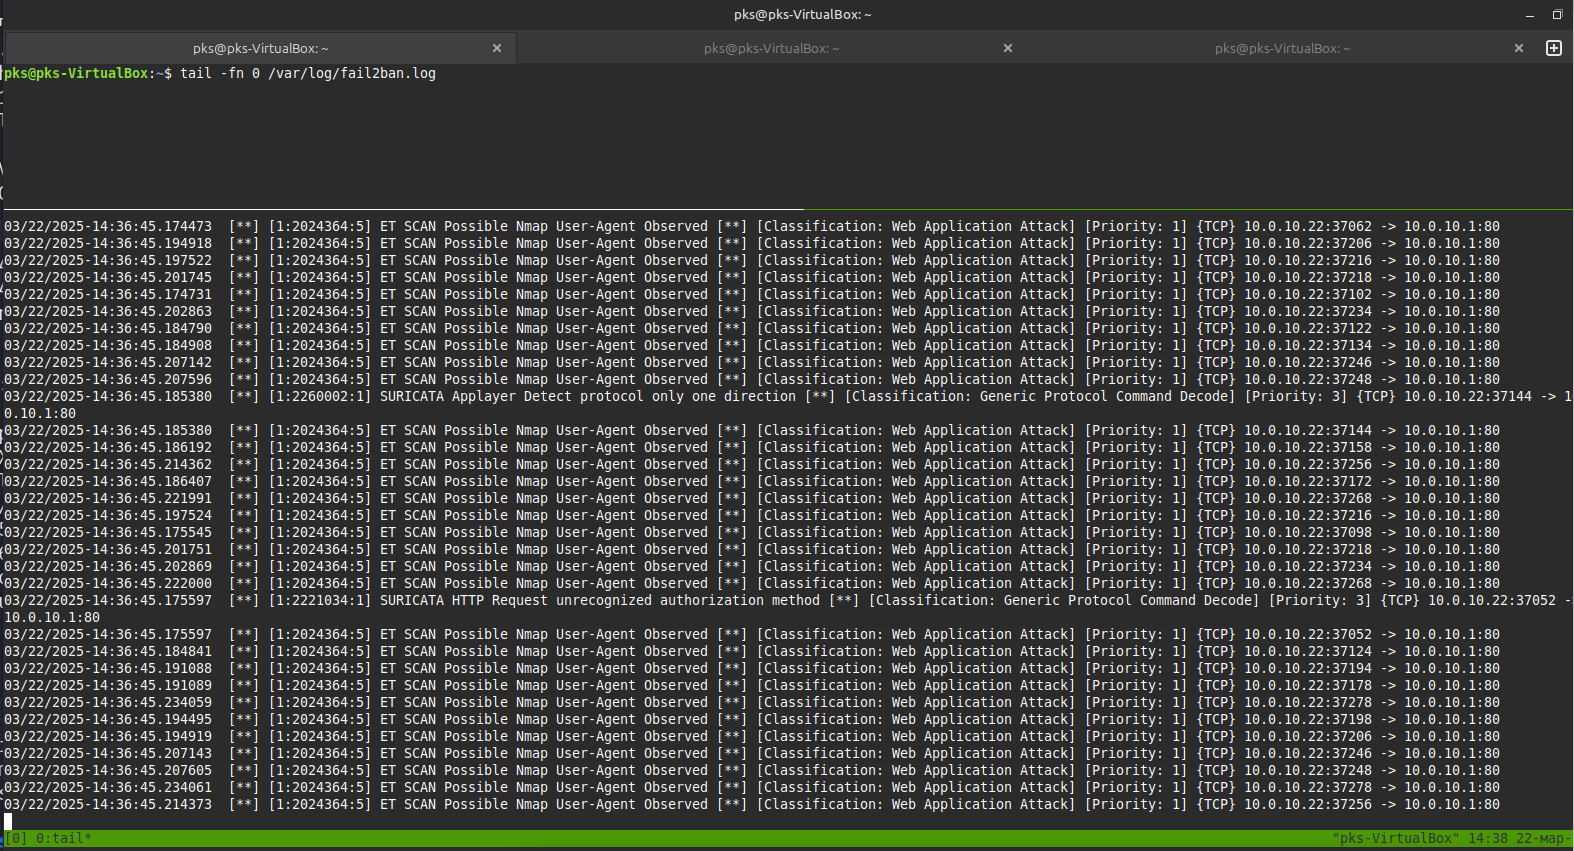 pks@pks-VirtualBox: ~
pks@pks-VirtualBox: ~ × pks@pks-VirtualBox: ~ × pks@pks-VirtualBox: ~ ×
pks@pks-VirtualBox:~$ tail -fn 0 /var/log/fail2ban.log
03/22/2025-14:36:45.174473  [**] [1:2024364:5] ET SCAN Possible Nmap User-Agent Observed [**] [Classification: Web Application Attack] [Priority: 1] {TCP} 10.0.10.22:37062 -> 10.0.10.1:80
03/22/2025-14:36:45.194918  [**] [1:2024364:5] ET SCAN Possible Nmap User-Agent Observed [**] [Classification: Web Application Attack] [Priority: 1] {TCP} 10.0.10.22:37206 -> 10.0.10.1:80
03/22/2025-14:36:45.197522  [**] [1:2024364:5] ET SCAN Possible Nmap User-Agent Observed [**] [Classification: Web Application Attack] [Priority: 1] {TCP} 10.0.10.22:37216 -> 10.0.10.1:80
03/22/2025-14:36:45.201745  [**] [1:2024364:5] ET SCAN Possible Nmap User-Agent Observed [**] [Classification: Web Application Attack] [Priority: 1] {TCP} 10.0.10.22:37218 -> 10.0.10.1:80
03/22/2025-14:36:45.174731  [**] [1:2024364:5] ET SCAN Possible Nmap User-Agent Observed [**] [Classification: Web Application Attack] [Priority: 1] {TCP} 10.0.10.22:37102 -> 10.0.10.1:80
03/22/2025-14:36:45.202863  [**] [1:2024364:5] ET SCAN Possible Nmap User-Agent Observed [**] [Classification: Web Application Attack] [Priority: 1] {TCP} 10.0.10.22:37234 -> 10.0.10.1:80
03/22/2025-14:36:45.184790  [**] [1:2024364:5] ET SCAN Possible Nmap User-Agent Observed [**] [Classification: Web Application Attack] [Priority: 1] {TCP} 10.0.10.22:37122 -> 10.0.10.1:80
03/22/2025-14:36:45.184908  [**] [1:2024364:5] ET SCAN Possible Nmap User-Agent Observed [**] [Classification: Web Application Attack] [Priority: 1] {TCP} 10.0.10.22:37134 -> 10.0.10.1:80
03/22/2025-14:36:45.207142  [**] [1:2024364:5] ET SCAN Possible Nmap User-Agent Observed [**] [Classification: Web Application Attack] [Priority: 1] {TCP} 10.0.10.22:37246 -> 10.0.10.1:80
03/22/2025-14:36:45.207596  [**] [1:2024364:5] ET SCAN Possible Nmap User-Agent Observed [**] [Classification: Web Application Attack] [Priority: 1] {TCP} 10.0.10.22:37248 -> 10.0.10.1:80
03/22/2025-14:36:45.185380  [**] [1:2260002:1] SURICATA Applayer Detect protocol only one direction [**] [Classification: Generic Protocol Command Decode] [Priority: 3] {TCP} 10.0.10.22:37144 -> 1
0.10.1:80
03/22/2025-14:36:45.185380  [**] [1:2024364:5] ET SCAN Possible Nmap User-Agent Observed [**] [Classification: Web Application Attack] [Priority: 1] {TCP} 10.0.10.22:37144 -> 10.0.10.1:80
03/22/2025-14:36:45.186192  [**] [1:2024364:5] ET SCAN Possible Nmap User-Agent Observed [**] [Classification: Web Application Attack] [Priority: 1] {TCP} 10.0.10.22:37158 -> 10.0.10.1:80
03/22/2025-14:36:45.214362  [**] [1:2024364:5] ET SCAN Possible Nmap User-Agent Observed [**] [Classification: Web Application Attack] [Priority: 1] {TCP} 10.0.10.22:37256 -> 10.0.10.1:80
03/22/2025-14:36:45.186407  [**] [1:2024364:5] ET SCAN Possible Nmap User-Agent Observed [**] [Classification: Web Application Attack] [Priority: 1] {TCP} 10.0.10.22:37172 -> 10.0.10.1:80
03/22/2025-14:36:45.221991  [**] [1:2024364:5] ET SCAN Possible Nmap User-Agent Observed [**] [Classification: Web Application Attack] [Priority: 1] {TCP} 10.0.10.22:37268 -> 10.0.10.1:80
03/22/2025-14:36:45.197524  [**] [1:2024364:5] ET SCAN Possible Nmap User-Agent Observed [**] [Classification: Web Application Attack] [Priority: 1] {TCP} 10.0.10.22:37216 -> 10.0.10.1:80
03/22/2025-14:36:45.175545  [**] [1:2024364:5] ET SCAN Possible Nmap User-Agent Observed [**] [Classification: Web Application Attack] [Priority: 1] {TCP} 10.0.10.22:37098 -> 10.0.10.1:80
03/22/2025-14:36:45.201751  [**] [1:2024364:5] ET SCAN Possible Nmap User-Agent Observed [**] [Classification: Web Application Attack] [Priority: 1] {TCP} 10.0.10.22:37218 -> 10.0.10.1:80
03/22/2025-14:36:45.202869  [**] [1:2024364:5] ET SCAN Possible Nmap User-Agent Observed [**] [Classification: Web Application Attack] [Priority: 1] {TCP} 10.0.10.22:37234 -> 10.0.10.1:80
03/22/2025-14:36:45.222000  [**] [1:2024364:5] ET SCAN Possible Nmap User-Agent Observed [**] [Classification: Web Application Attack] [Priority: 1] {TCP} 10.0.10.22:37268 -> 10.0.10.1:80
03/22/2025-14:36:45.175597  [**] [1:2221034:1] SURICATA HTTP Request unrecognized authorization method [**] [Classification: Generic Protocol Command Decode] [Priority: 3] {TCP} 10.0.10.22:37052 -
10.0.10.1:80
03/22/2025-14:36:45.175597  [**] [1:2024364:5] ET SCAN Possible Nmap User-Agent Observed [**] [Classification: Web Application Attack] [Priority: 1] {TCP} 10.0.10.22:37052 -> 10.0.10.1:80
03/22/2025-14:36:45.184841  [**] [1:2024364:5] ET SCAN Possible Nmap User-Agent Observed [**] [Classification: Web Application Attack] [Priority: 1] {TCP} 10.0.10.22:37124 -> 10.0.10.1:80
03/22/2025-14:36:45.191088  [**] [1:2024364:5] ET SCAN Possible Nmap User-Agent Observed [**] [Classification: Web Application Attack] [Priority: 1] {TCP} 10.0.10.22:37194 -> 10.0.10.1:80
03/22/2025-14:36:45.191089  [**] [1:2024364:5] ET SCAN Possible Nmap User-Agent Observed [**] [Classification: Web Application Attack] [Priority: 1] {TCP} 10.0.10.22:37178 -> 10.0.10.1:80
03/22/2025-14:36:45.234059  [**] [1:2024364:5] ET SCAN Possible Nmap User-Agent Observed [**] [Classification: Web Application Attack] [Priority: 1] {TCP} 10.0.10.22:37278 -> 10.0.10.1:80
03/22/2025-14:36:45.194495  [**] [1:2024364:5] ET SCAN Possible Nmap User-Agent Observed [**] [Classification: Web Application Attack] [Priority: 1] {TCP} 10.0.10.22:37198 -> 10.0.10.1:80
03/22/2025-14:36:45.194919  [**] [1:2024364:5] ET SCAN Possible Nmap User-Agent Observed [**] [Classification: Web Application Attack] [Priority: 1] {TCP} 10.0.10.22:37206 -> 10.0.10.1:80
03/22/2025-14:36:45.207143  [**] [1:2024364:5] ET SCAN Possible Nmap User-Agent Observed [**] [Classification: Web Application Attack] [Priority: 1] {TCP} 10.0.10.22:37246 -> 10.0.10.1:80
03/22/2025-14:36:45.207605  [**] [1:2024364:5] ET SCAN Possible Nmap User-Agent Observed [**] [Classification: Web Application Attack] [Priority: 1] {TCP} 10.0.10.22:37248 -> 10.0.10.1:80
03/22/2025-14:36:45.234061  [**] [1:2024364:5] ET SCAN Possible Nmap User-Agent Observed [**] [Classification: Web Application Attack] [Priority: 1] {TCP} 10.0.10.22:37278 -> 10.0.10.1:80
03/22/2025-14:36:45.214373  [**] [1:2024364:5] ET SCAN Possible Nmap User-Agent Observed [**] [Classification: Web Application Attack] [Priority: 1] {TCP} 10.0.10.22:37256 -> 10.0.10.1:80
[0] 0:tail* "pks-VirtualBox" 14:38 22-мар-